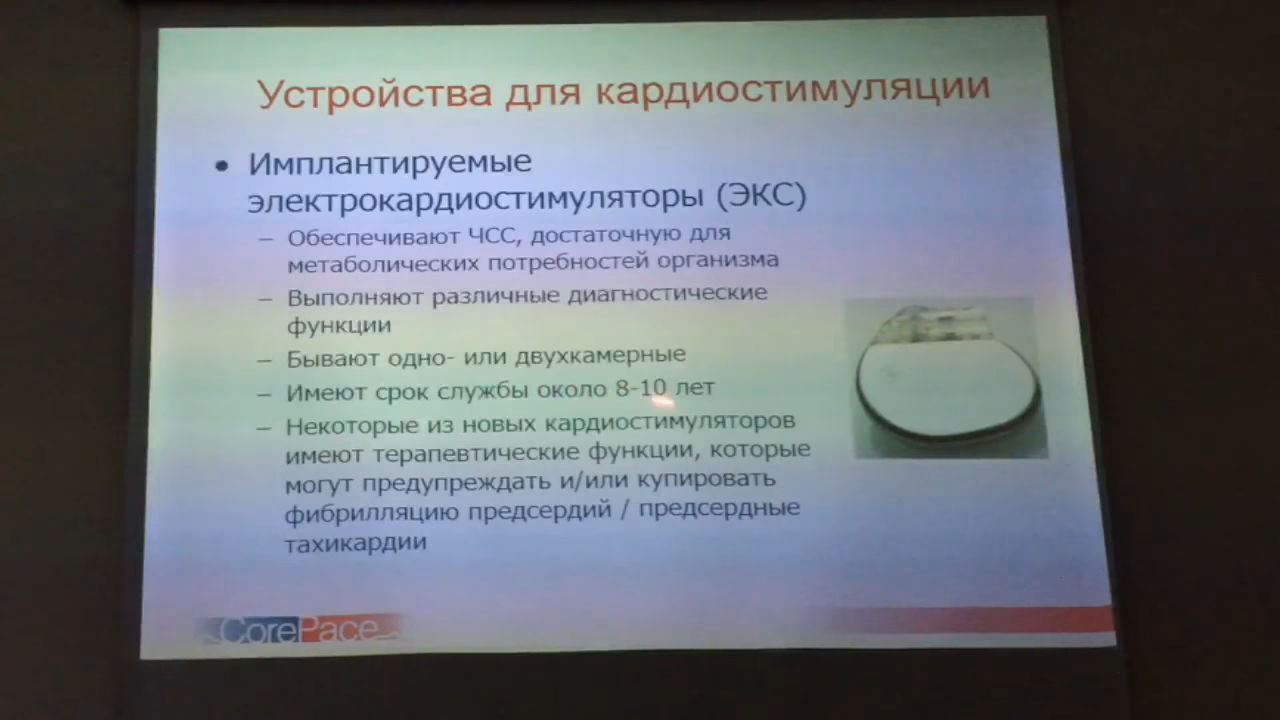 Устройства для кардиостимуляции
• Имплантируемые
электрокардиостимуляторы (ЭКС)
– Обеспечивают ЧСС, достаточную для
метаболических потребностей организма
– Выполняют различные диагностические
функции
– Бывают одно- или двухкамерные
– Имеют срок службы около 8-10 лет
– Некоторые из новых кардиостимуляторов
имеют терапевтические функции, которые
могут предупреждать и/или купировать
фибрилляцию предсердий / предсердные
тахикардии
CorePace